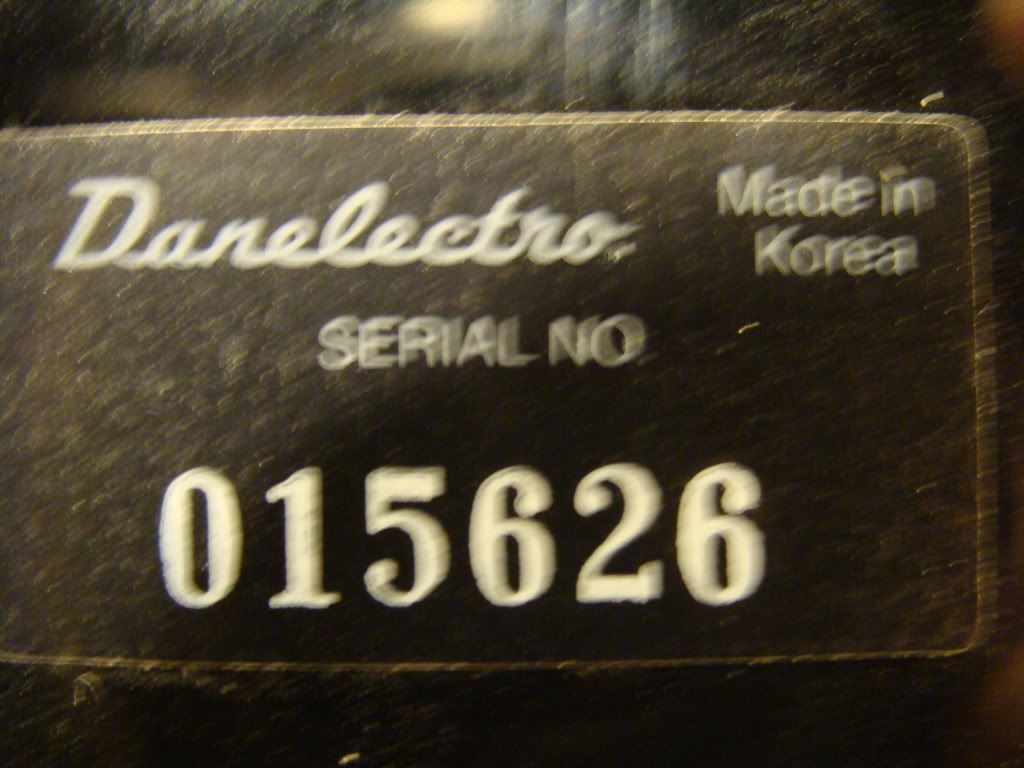 Danelectro
Made in
Korea
SERIAL NO
015626